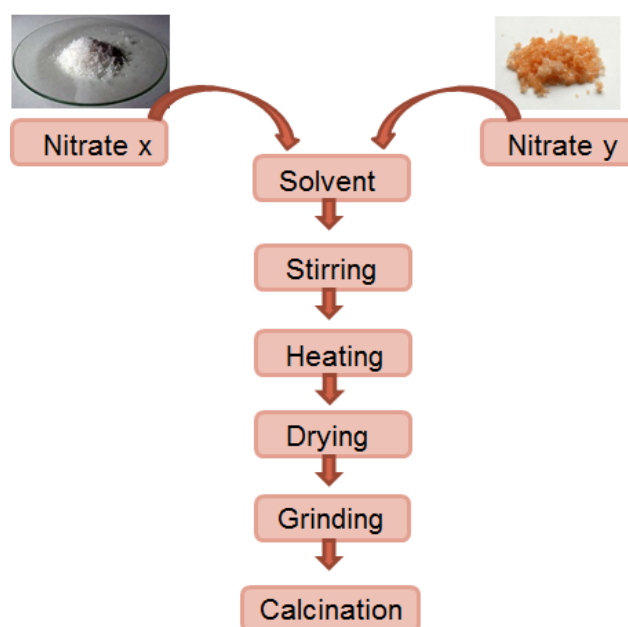 Nitrate x
Nitrate y
Solvent
Stirring
Heating
Drying
Grinding
Calcination